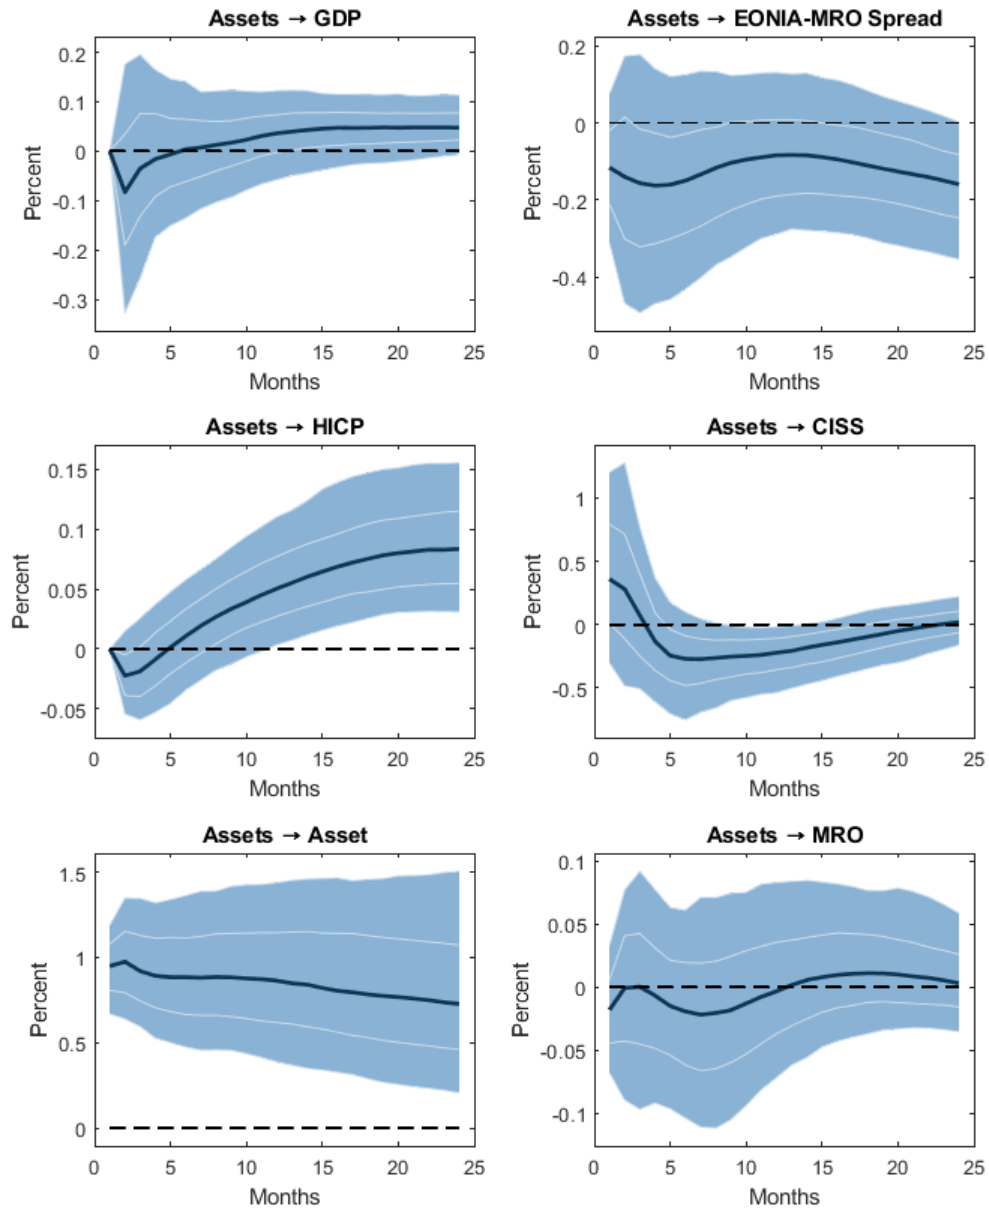 Assets → GDP
Percent
0.2
0.1
0
-0.1
-0.2
-0.3
0 5 10 15 20 25
Months
Assets → EONIA-MRO Spread
Percent
0.2
0
-0.2
-0.4
0 5 10 15 20 25
Months
Assets → HICP
Percent
0.15
0.1
0.05
0
-0.05
0 5 10 15 20 25
Months
Assets → CISS
Percent
1
0.5
0
-0.5
0 5 10 15 20 25
Months
Assets → Asset
Percent
1.5
1
0.5
0
0 5 10 15 20 25
Months
Assets → MRO
Percent
0.1
0.05
0
-0.05
-0.1
0 5 10 15 20 25
Months